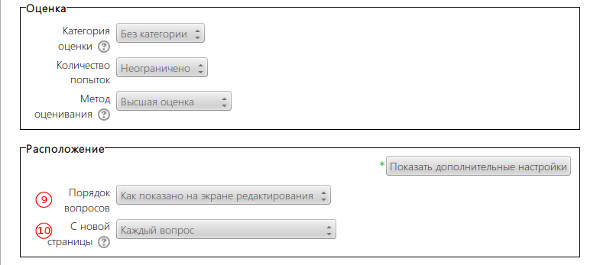 Оценка
Категория
оценки
Без категории
Количество
попыток
Неограничено
Метод
оценивания
Высшая оценка
Расположение
* Показать дополнительные настройки
9
Порядок
вопросов
Как показано на экране редактирования
10
С новой
страницы
Каждый вопрос